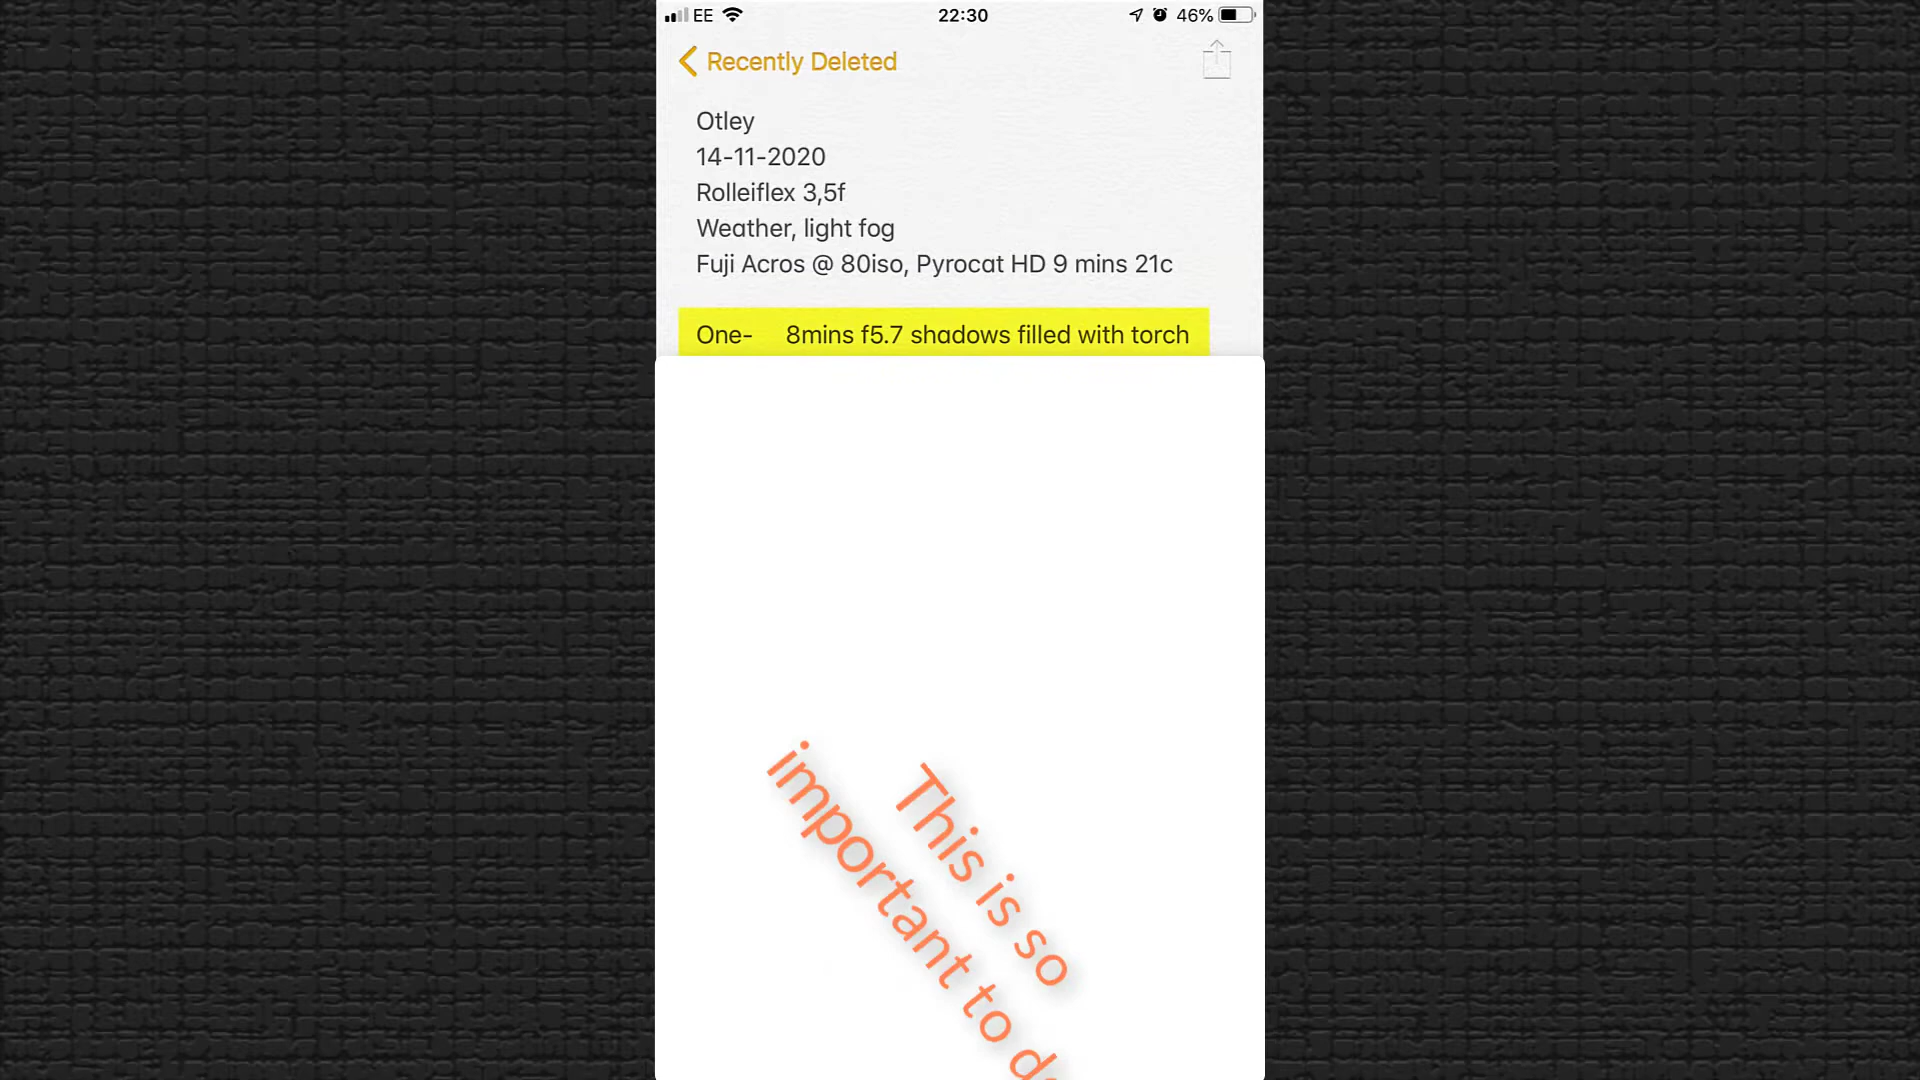 EE 22:30 46%
Recently Deleted
Otley
14-11-2020
Rolleiflex 3,5f
Weather, light fog
Fuji Acros @ 80iso, Pyrocat HD 9 mins 21c
One- 8mins f5.7 shadows filled with torch
This is so
important to